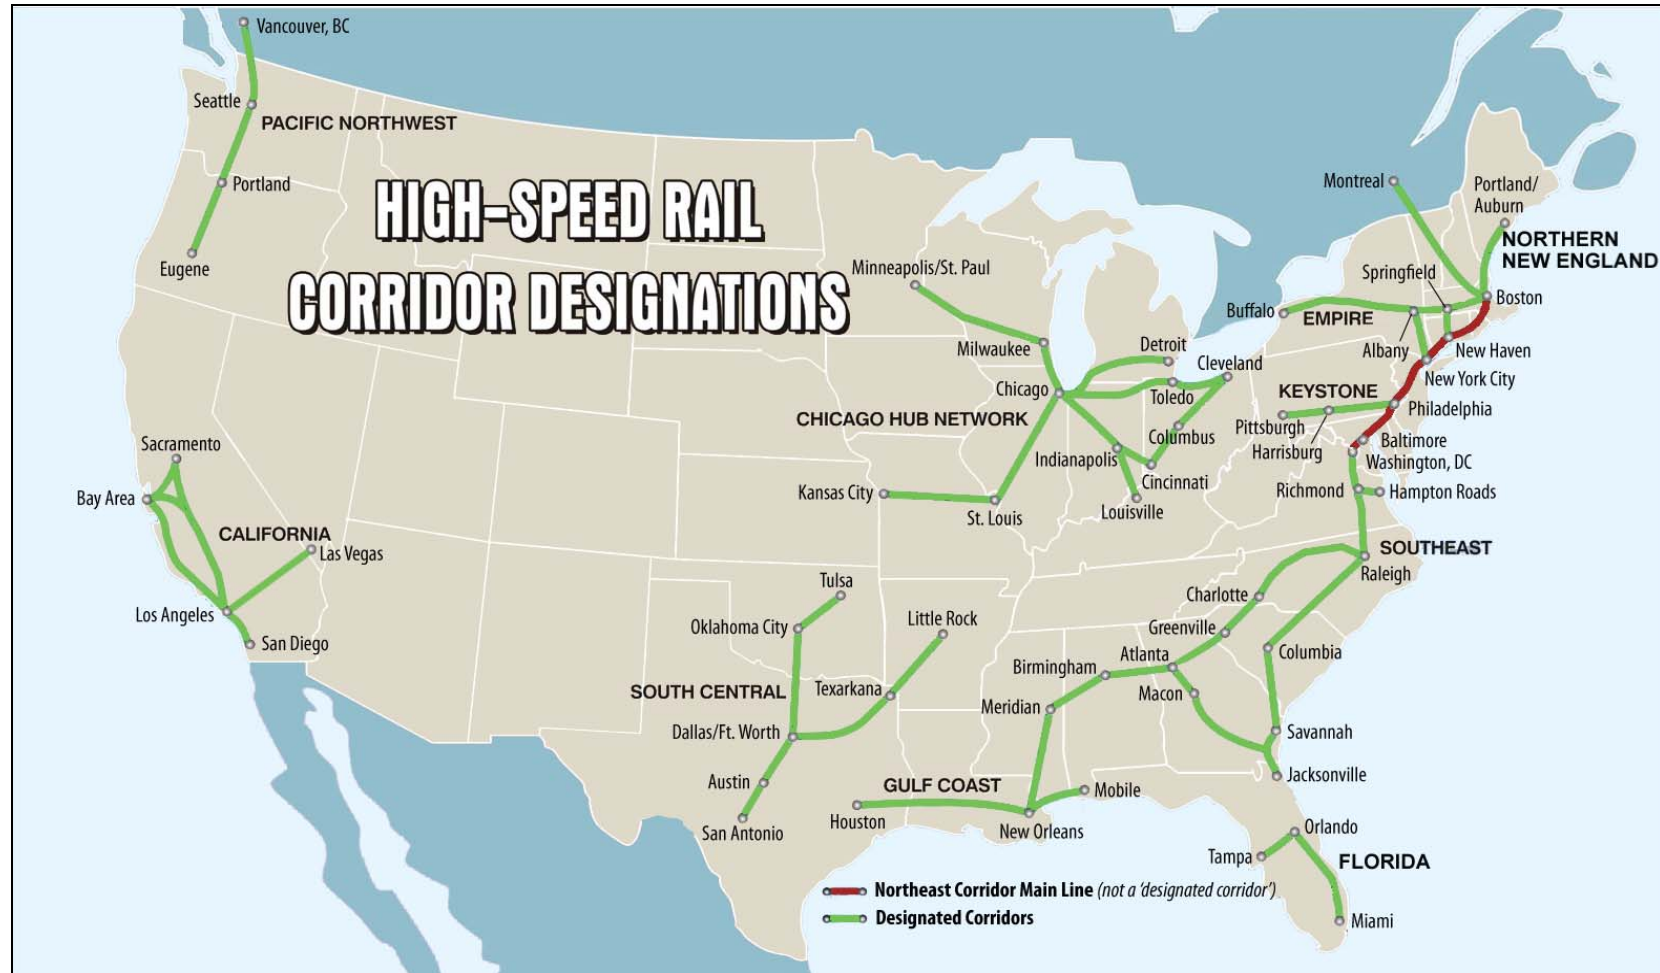 Vancouver, BC
Seattle
PACIFIC NORTHWEST
Portland
Eugene
HIGH-SPEED RAIL
CORRIDOR DESIGNATIONS
Montreal
Portland/
Auburn
NORTHERN
NEW ENGLAND
Springfield
Boston
Buffalo
EMPIRE
Albany
New Haven
New York City
Minneapolis/St. Paul
Milwaukee
Detroit
Cleveland
Chicago
Toledo
KEYSTONE
Philadelphia
CHICAGO HUB NETWORK
Pittsburgh
Columbus
Harrisburg
Baltimore
Washington, DC
Indianapolis
Cincinnati
Richmond
Hampton Roads
Kansas City
St. Louis
Louisville
Sacramento
Bay Area
CALIFORNIA
Las Vegas
Los Angeles
San Diego
SOUTHEAST
Raleigh
Tulsa
Charlotte
Oklahoma City
Little Rock
Greenville
Atlanta
Columbia
Birmingham
SOUTH CENTRAL
Texarkana
Macon
Meridian
Dallas/Ft. Worth
Savannah
Austin
GULF COAST
Jacksonville
Mobile
San Antonio
Houston
New Orleans
Orlando
Tampa
FLORIDA
Miami
Northeast Corridor Main Line (not a 'designated corridor')
Designated Corridors